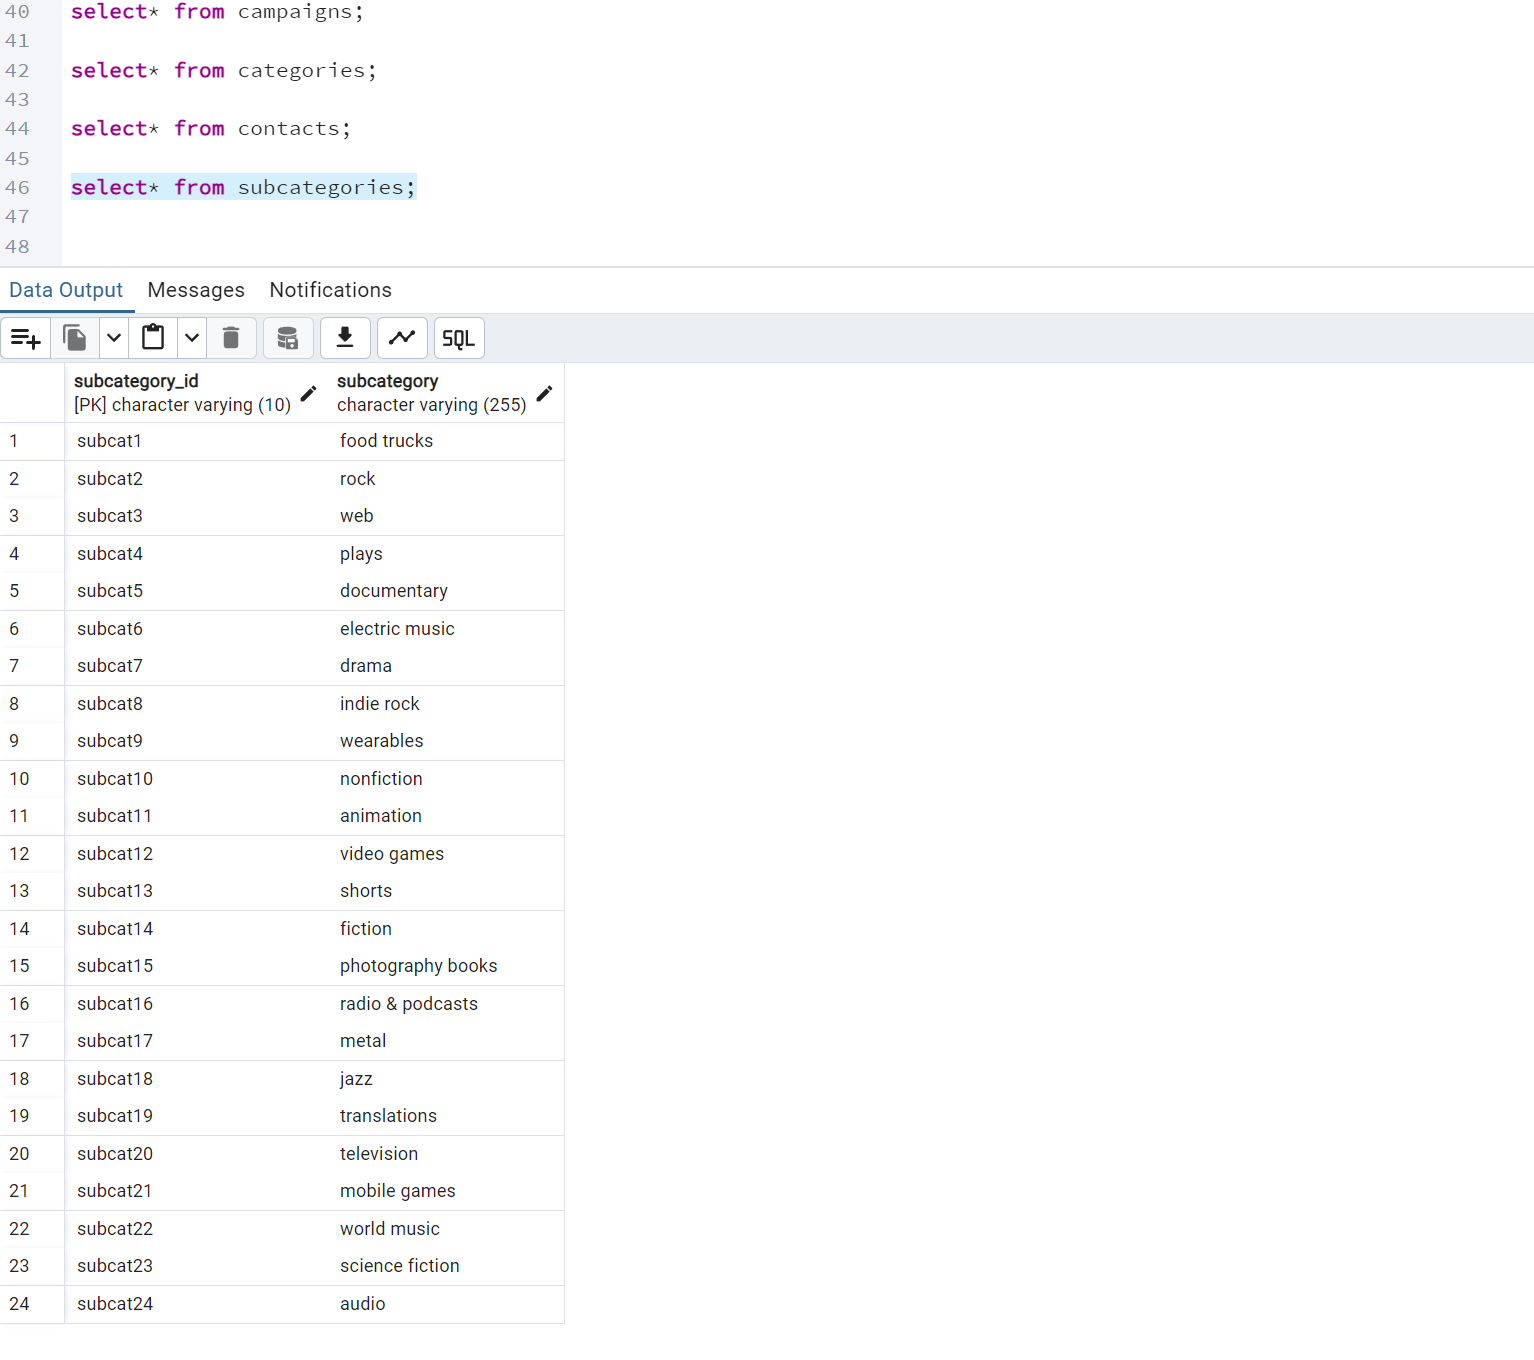 40 select* from campaigns;
41
42 select* from categories;
43
44 select* from contacts;
45
46 select* from subcategories;
47
48
Data Output Messages Notifications
SQL
subcategory_id subcategory
[PK] character varying (10) character varying (255)
1 subcat1 food trucks
2 subcat2 rock
3 subcat3 web
4 subcat4 plays
5 subcat5 documentary
6 subcat6 electric music
7 subcat7 drama
8 subcat8 indie rock
9 subcat9 wearables
10 subcat10 nonfiction
11 subcat11 animation
12 subcat12 video games
13 subcat13 shorts
14 subcat14 fiction
15 subcat15 photography books
16 subcat16 radio & podcasts
17 subcat17 metal
18 subcat18 jazz
19 subcat19 translations
20 subcat20 television
21 subcat21 mobile games
22 subcat22 world music
23 subcat23 science fiction
24 subcat24 audio